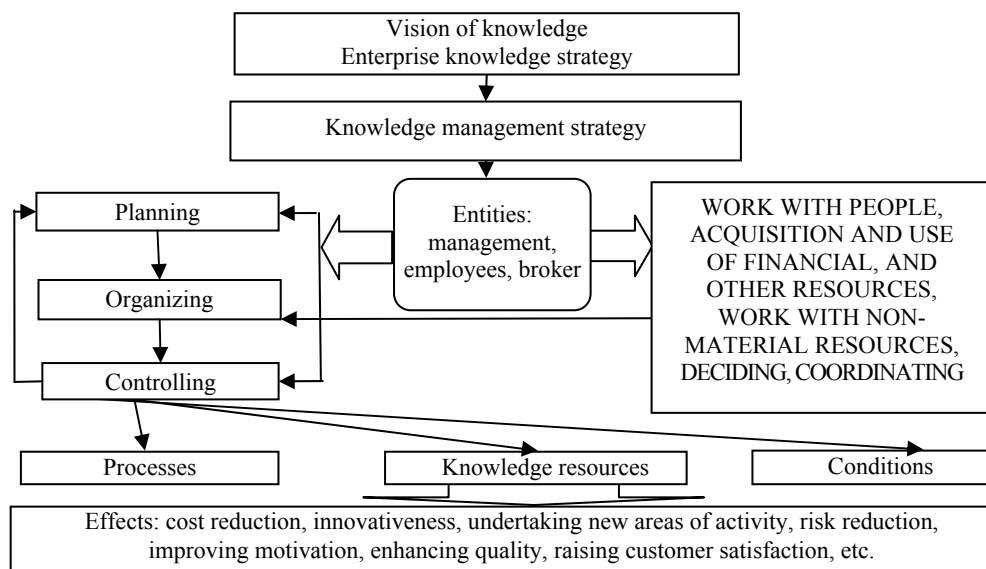 Vision of knowledge
Enterprise knowledge strategy
Knowledge management strategy
Planning
Organizing
Controlling
Entities:
management,
employees, broker
WORK WITH PEOPLE,
ACQUISITION AND USE
OF FINANCIAL, AND
OTHER RESOURCES,
WORK WITH NON-
MATERIAL RESOURCES,
DECIDING, COORDINATING
Processes
Knowledge resources
Conditions
Effects: cost reduction, innovativeness, undertaking new areas of activity, risk reduction,
improving motivation, enhancing quality, raising customer satisfaction, etc.